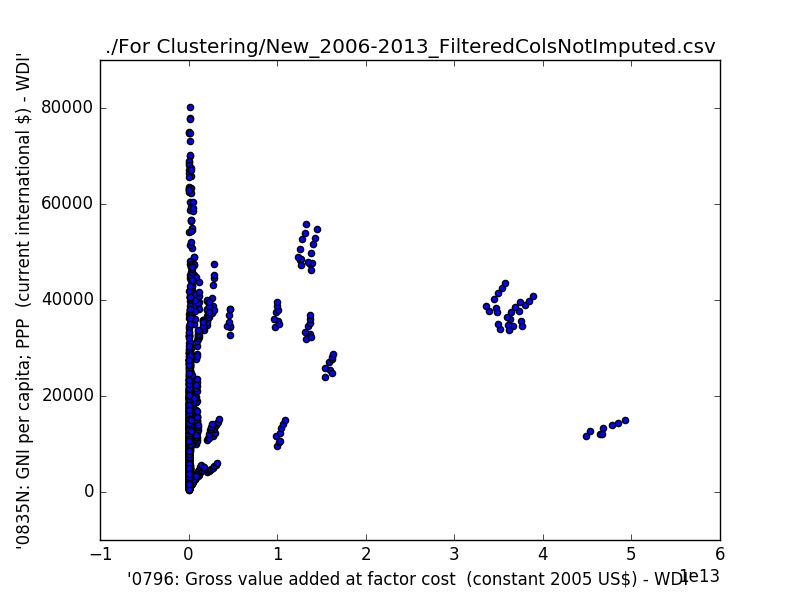 ./For Clustering/New_2006-2013_FilteredColsNotImputed.csv
'0835N: GNI per capita; PPP (current international $) - WDI'
80000
60000
40000
20000
0
−1 0 1 2 3 4 5 6
1e13
'0796: Gross value added at factor cost (constant 2005 US$) - WDI'